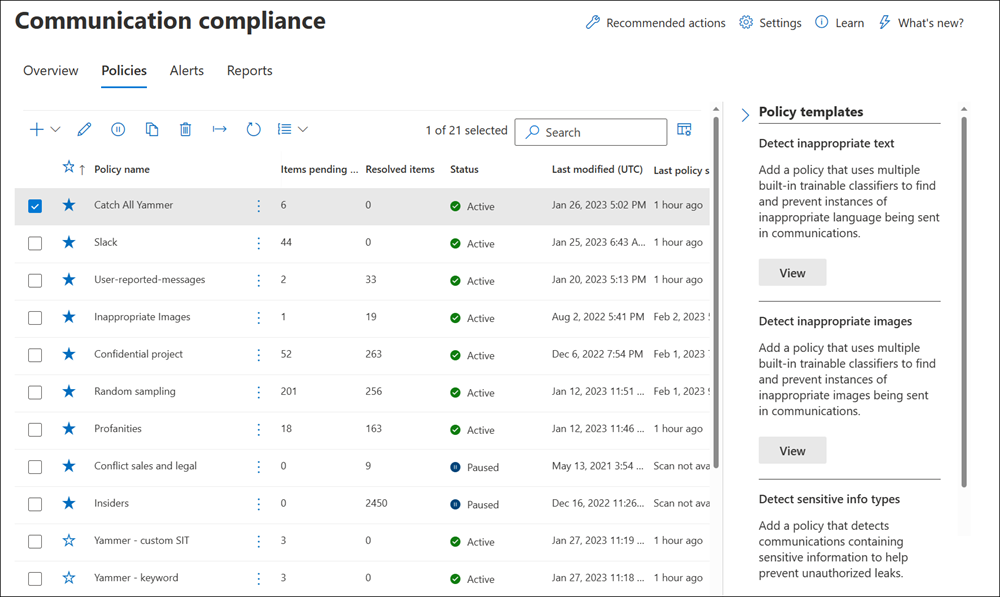 Communication compliance
Recommended actions Settings Learn What's new?
Overview Policies Alerts Reports
1 of 21 selected Search
Policy name Items pending ... Resolved items Status Last modified (UTC) Last policy s
Catch All Yammer 6 0 Active Jan 26, 2023 5:02 PM 1 hour ago
Slack 44 0 Active Jan 25, 2023 6:43 A... 1 hour ago
User-reported-messages 2 33 Active Jan 20, 2023 5:13 PM 1 hour ago
Inappropriate Images 1 19 Active Aug 2, 2022 5:41 PM Feb 2, 2023
Confidential project 52 263 Active Dec 6, 2022 7:54 PM Feb 1, 2023
Random sampling 201 256 Active Jan 12, 2023 11:51 ... Feb 1, 2023
Profanities 18 163 Active Jan 12, 2023 11:46 ... 1 hour ago
Conflict sales and legal 0 9 Paused May 13, 2021 3:54 ... Scan not ava
Insiders 0 2450 Paused Dec 16, 2022 11:26... Scan not ava
Yammer - custom SIT 3 0 Active Jan 27, 2023 11:19 ... 1 hour ago
Yammer - keyword 3 0 Active Jan 27, 2023 11:18 ... 1 hour ago
Policy templates
Detect inappropriate text
Add a policy that uses multiple
built-in trainable classifiers to find
and prevent instances of
inappropriate language being sent
in communications.
View
Detect inappropriate images
Add a policy that uses multiple
built-in trainable classifiers to find
and prevent instances of
inappropriate images being sent
in communications.
View
Detect sensitive info types
Add a policy that detects
communications containing
sensitive information to help
prevent unauthorized leaks.